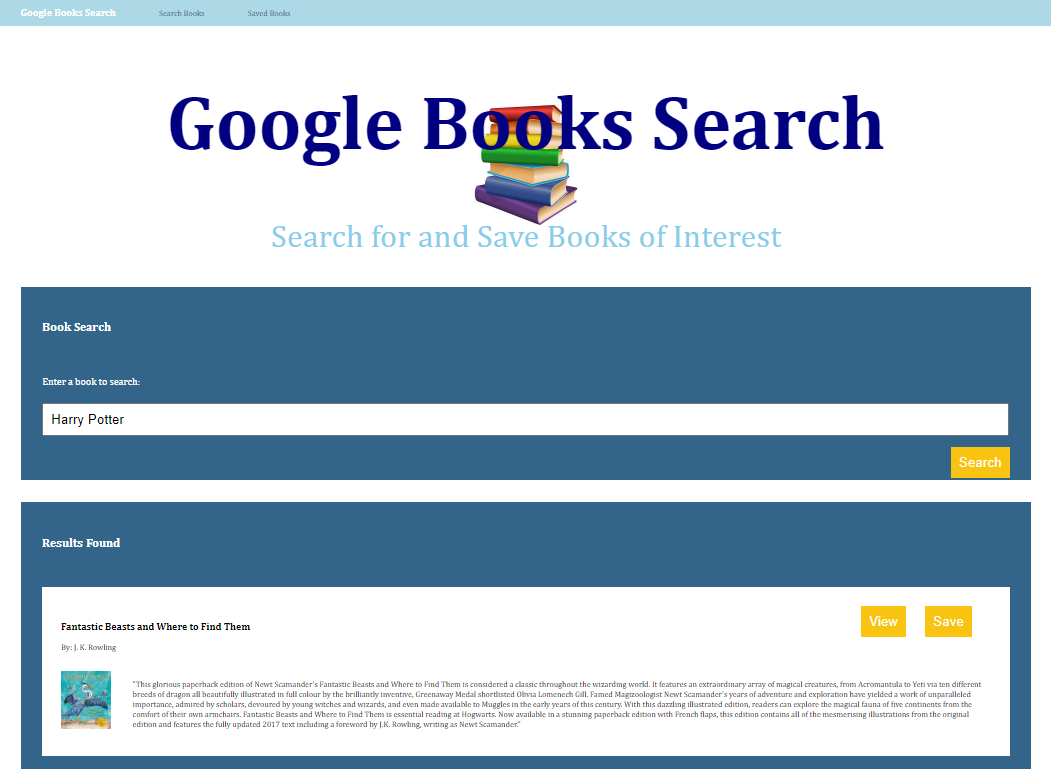 Google Books Search Search Books Saved Books
Google Books Search
Search for and Save Books of Interest
Book Search
Enter a book to search:
Harry Potter
Search
Results Found
Fantastic Beasts and Where to Find Them
View Save
By: J. K. Rowling
"This glorious paperback edition of Newt Scamander's Fantastic Beasts and Where to Find Them is considered a classic throughout the wizarding world. It features an extraordinary array of magical creatures, from Acromantula to Yeti via ten different
breeds of dragon all beautifully illustrated in full colour by the brilliantly inventive, Greenaway Medal shortlisted Olivia Lomenech Gill. Famed Magizoologist Newt Scamander's years of adventure and exploration have yielded a work of unparalleled
importance, admired by scholars, devoured by young witches and wizards, and even made available to Muggles in the early years of this century. With this dazzling illustrated edition, readers can explore the magical fauna of five continents from the
comfort of their own armchairs. Fantastic Beasts and Where to Find Them is essential reading at Hogwarts. Now available in a stunning paperback edition with French flaps, this edition contains all of the mesmerising illustrations from the original
edition and features the fully updated 2017 text including a foreword by J.K. Rowling, writing as Newt Scamander."